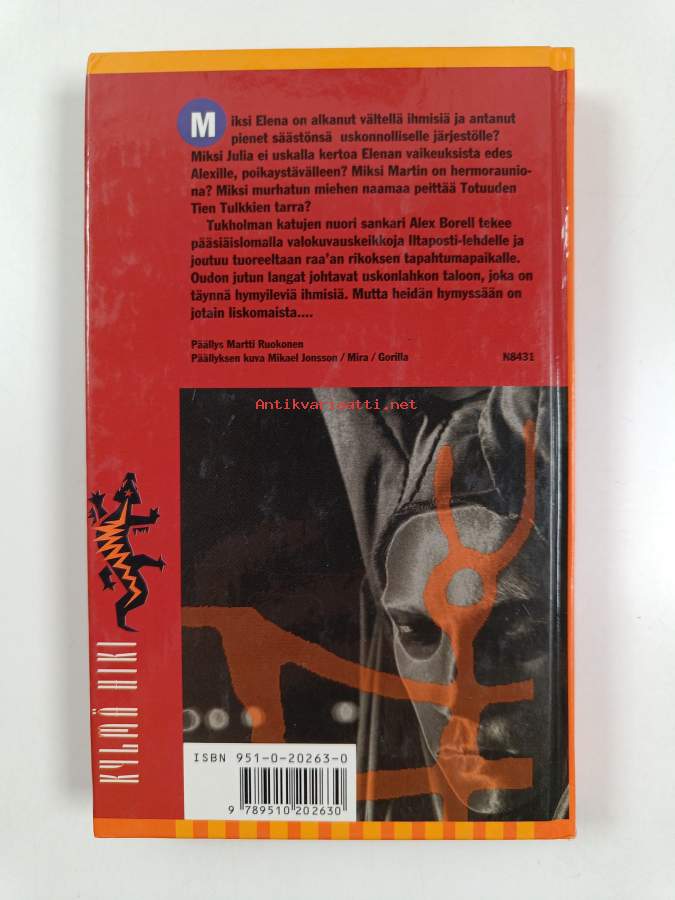 Miksi Elena on alkanut vältellä ihmisiä ja antanut
pienet säästönsä uskonnolliselle järjestölle?
Miksi Julia ei uskalla kertoa Elenan vaikeuksista edes
Alexille, poikaystävälleen? Miksi Martin on hermoraunio-
na? Miksi murhatun miehen naamaa peittää Totuuden
Tien Tulkkien tarra?
Tukholman katujen nuori sankari Alex Borell tekee
pääsiäislomalla valokuvauskeikkoja Iltaposti-lehdelle ja
joutuu tuoreeltaan raa'an rikoksen tapahtumapaikalle.
Oudon jutun langat johtavat uskonlahkon taloon, joka on
täynnä hymyileviä ihmisiä. Mutta heidän hymyssään on
jotain liskomaista....
Päällys Martti Ruokonen
Päällyksen kuva Mikael Jonsson / Mira / Gorilla N8431
Antikvariaatti.net
KYLMÄ HIKI
ISBN 951-0-20263-0
9 789510 202630